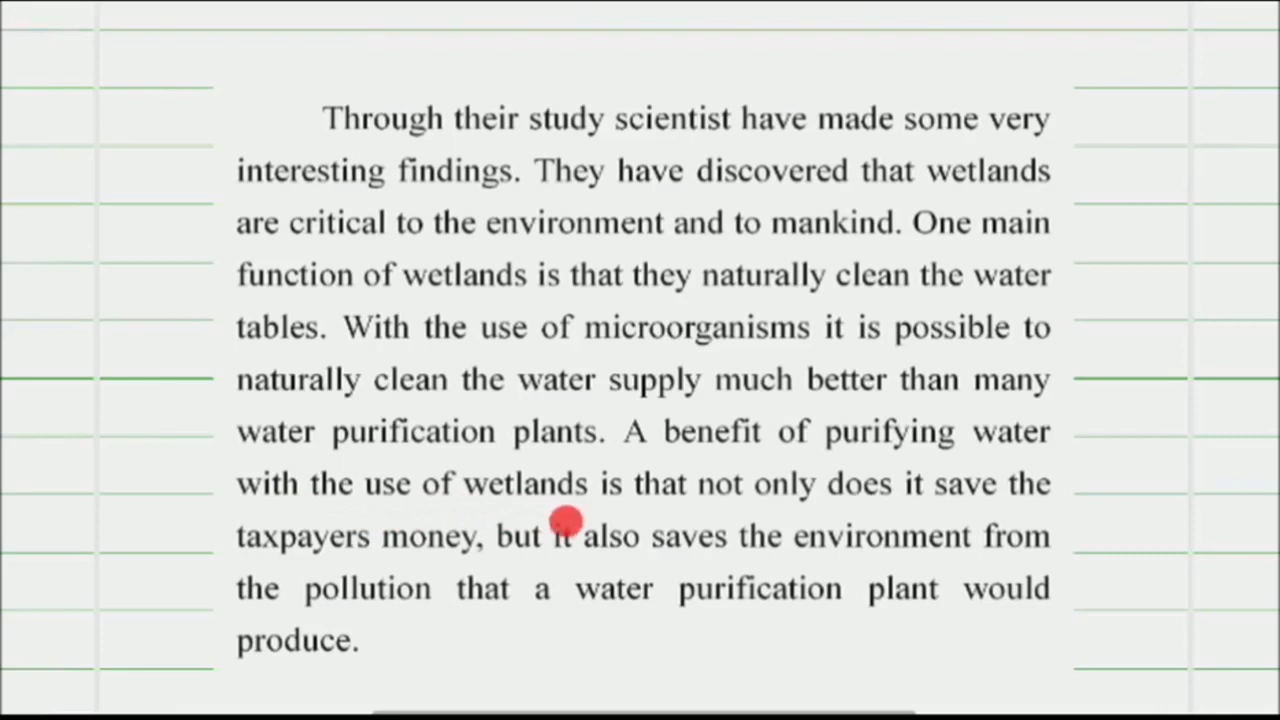 Through their study scientist have made some very
interesting findings. They have discovered that wetlands
are critical to the environment and to mankind. One main
function of wetlands is that they naturally clean the water
tables. With the use of microorganisms it is possible to
naturally clean the water supply much better than many
water purification plants. A benefit of purifying water
with the use of wetlands is that not only does it save the
taxpayers money, but it also saves the environment from
the pollution that a water purification plant would
produce.